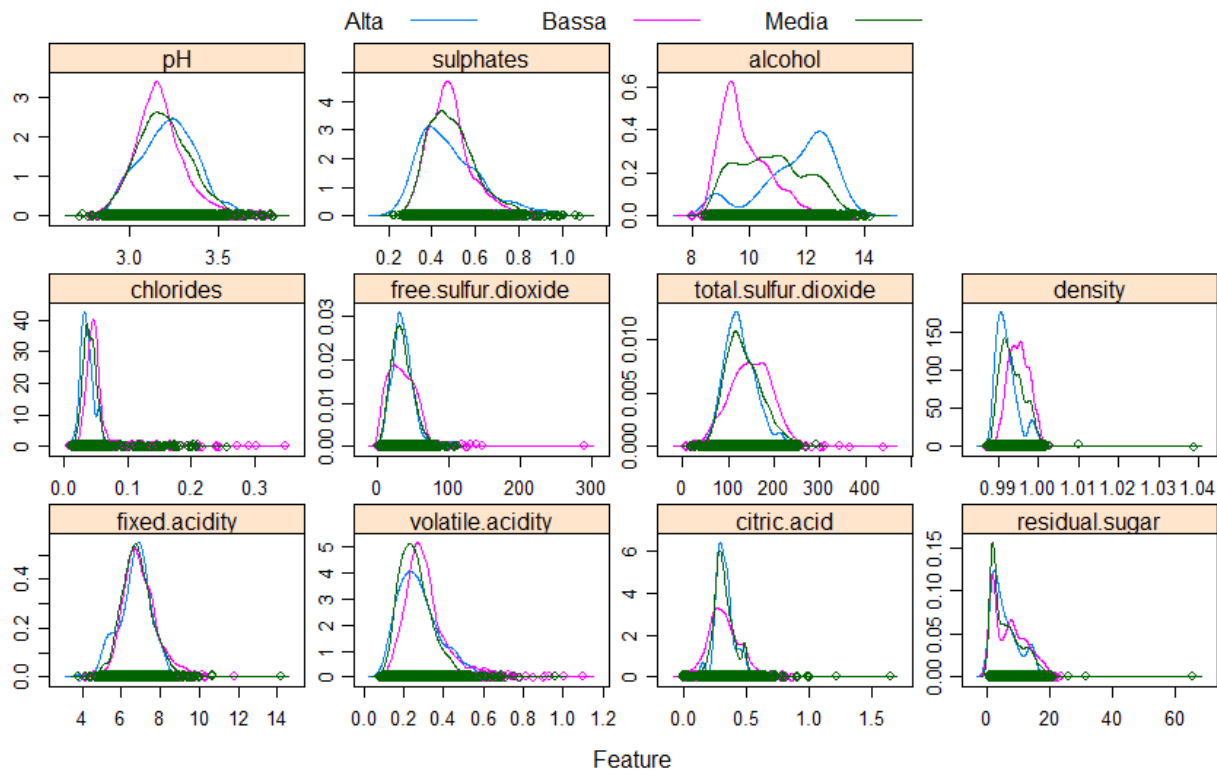 Alta Bassa Media
pH sulphates alcohol
0 1 2 3
0 1 2 3 4
0.0 0.2 0.4 0.6
3.0 3.5
0.2 0.4 0.6 0.8 1.0
8 10 12 14
chlorides free.sulfur.dioxide total.sulfur.dioxide density
0 10 20 30 40
0.00 0.01 0.02 0.03
0.000 0.005 0.010
0 50 100 150
0.0 0.1 0.2 0.3
0 100 200 300
0 100 200 300 400
0.99 1.00 1.01 1.02 1.03 1.04
fixed.acidity volatile.acidity citric.acid residual.sugar
0.0 0.2 0.4
0 1 2 3 4 5
0 2 4 6
0.00 0.05 0.10 0.15
4 6 8 10 12 14
0.0 0.2 0.4 0.6 0.8 1.0 1.2
0.0 0.5 1.0 1.5
0 20 40 60
Feature